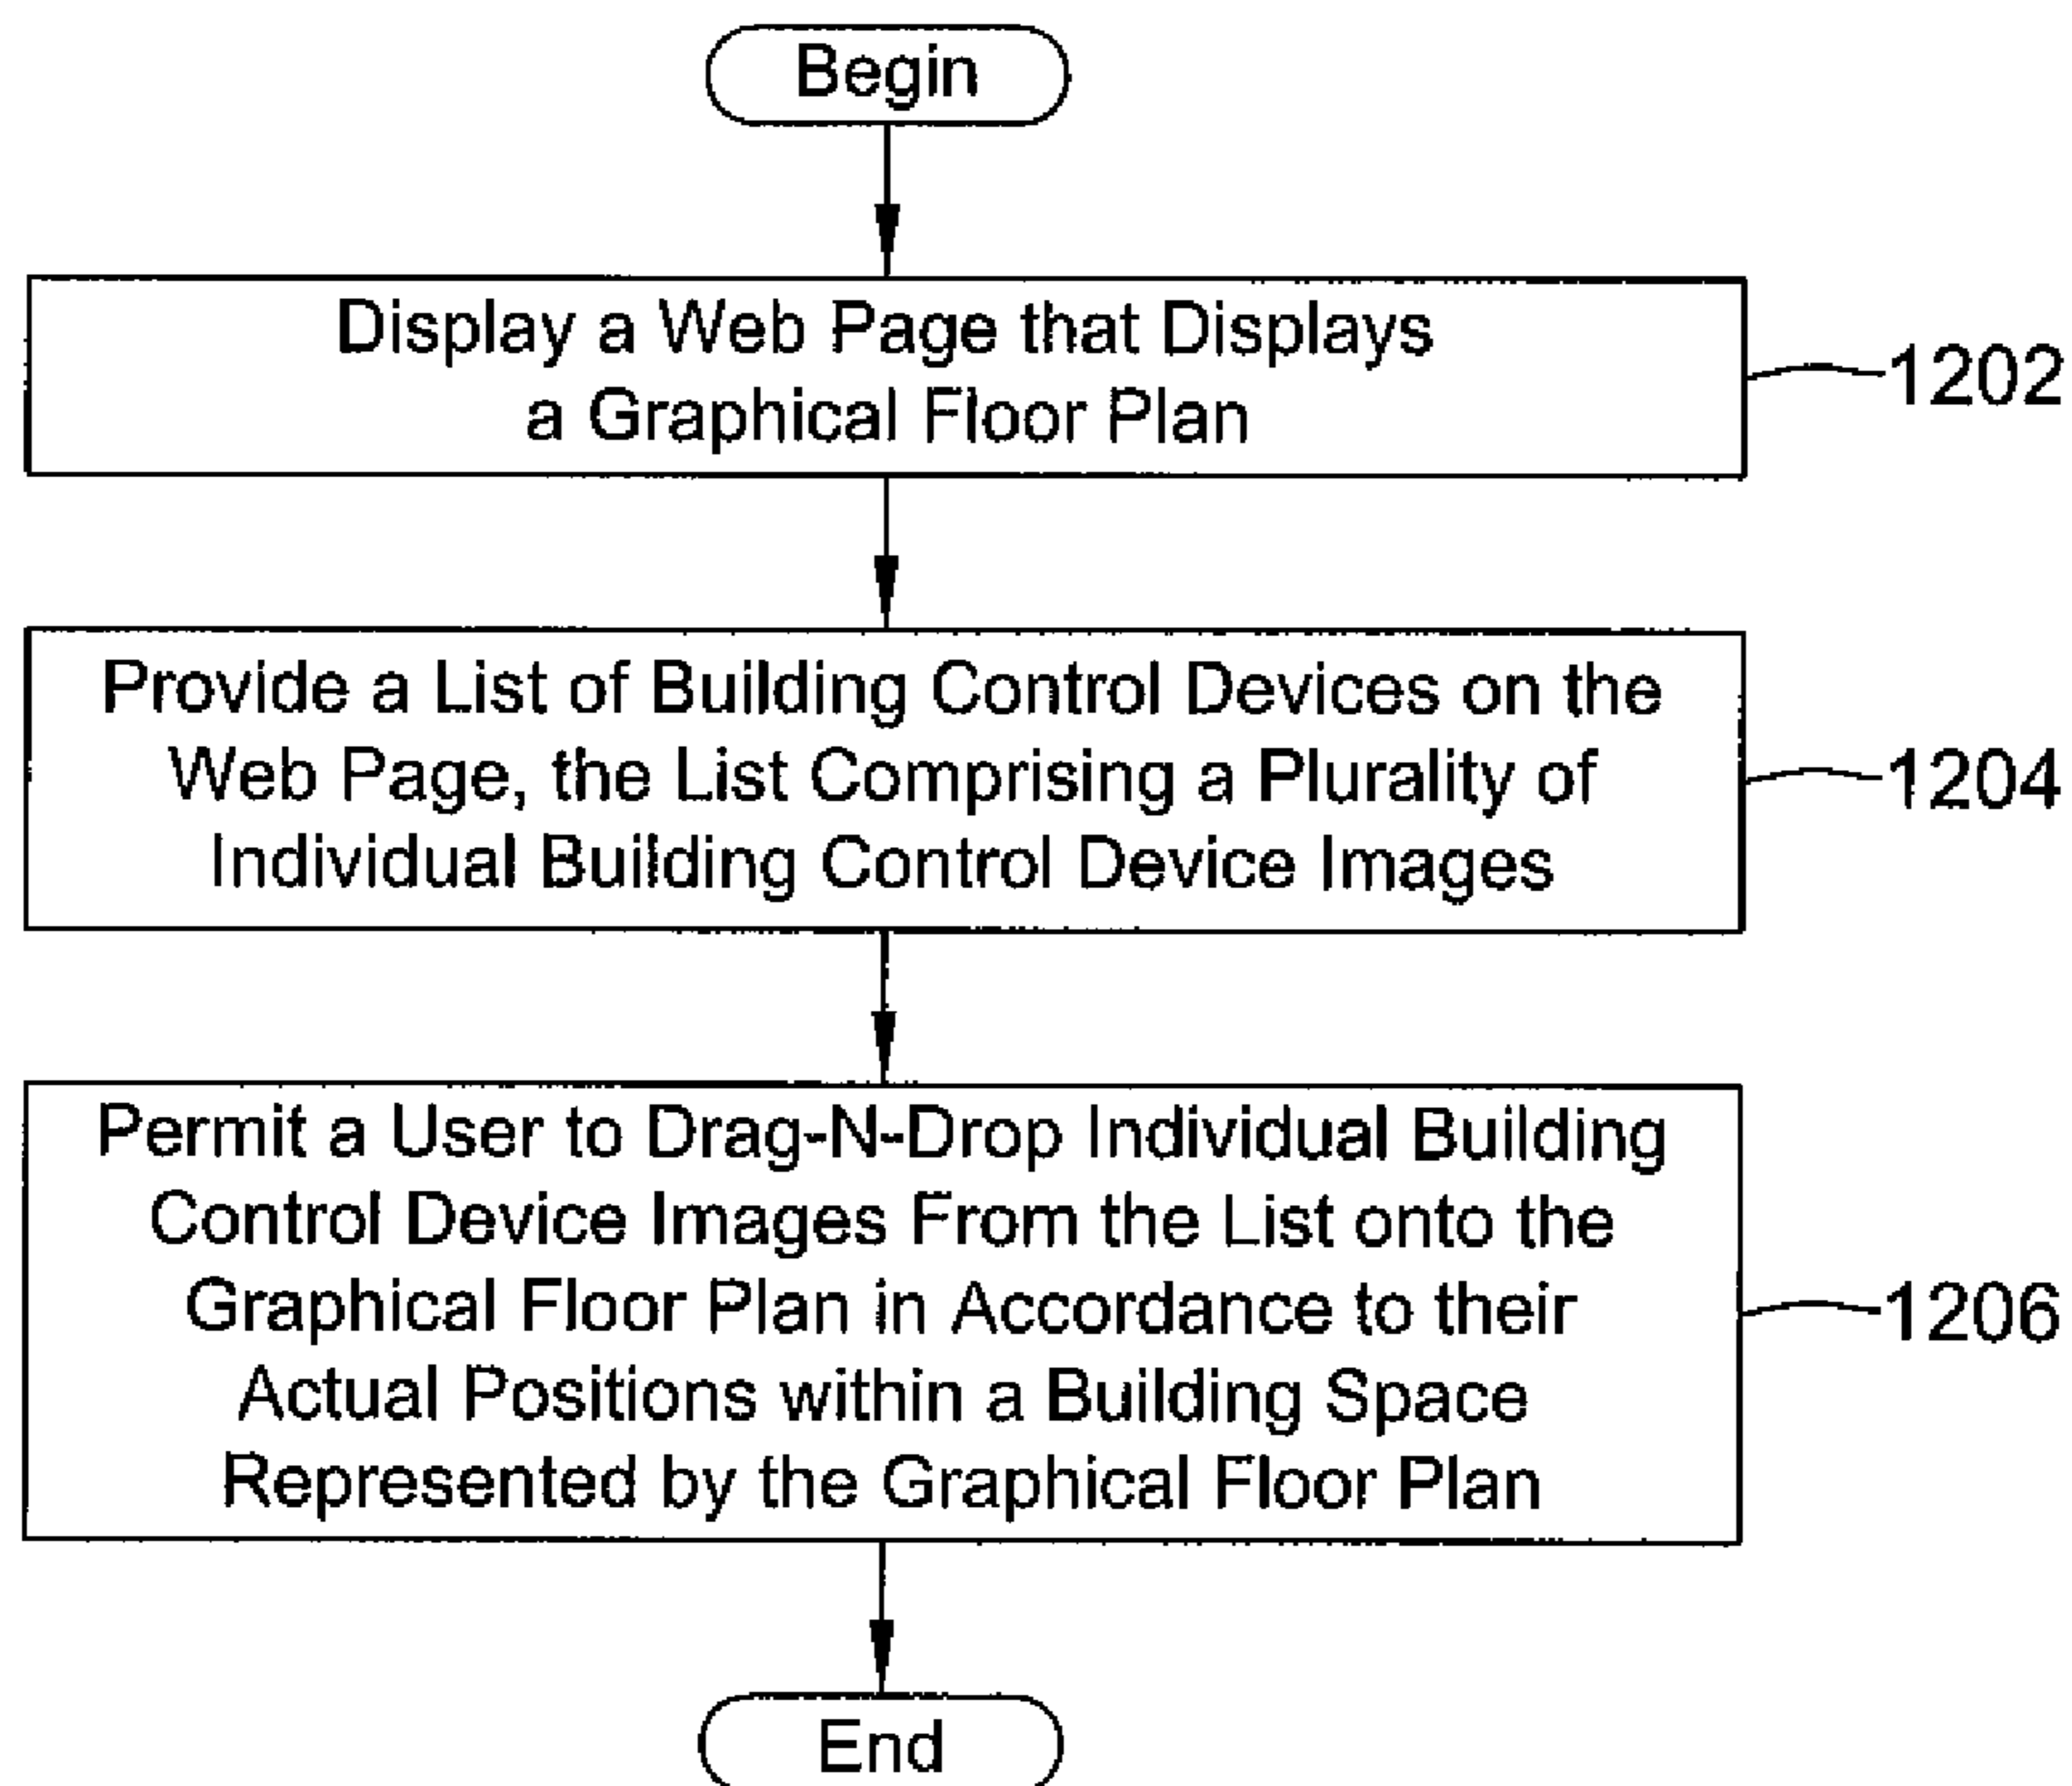 Begin
Display a Web Page that Displays
a Graphical Floor Plan
1202
Provide a List of Building Control Devices on the
Web Page, the List Comprising a Plurality of
Individual Building Control Device Images
1204
Permit a User to Drag-N-Drop Individual Building
Control Device Images From the List onto the
Graphical Floor Plan in Accordance to their
Actual Positions within a Building Space
Represented by the Graphical Floor Plan
1206
End